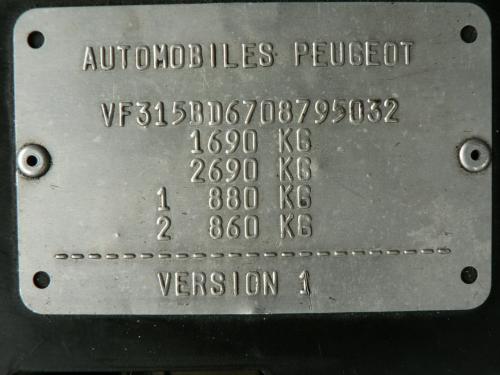 AUTOMOBILES PEUGEOT
VF315BD6708795032
1690 KG
2690 KG
1 880 KG
2 860 KG
--------------------------------
VERSION 1